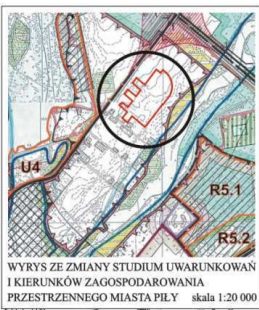 U4
R5.1
R5.2
WYRYS ZE ZMIANY STUDIUM UWARUNKOWAŃ
I KIERUNKÓW ZAGOSPODAROWANIA
PRZESTRZENNEGO MIASTA PIŁY skala 1:20 000